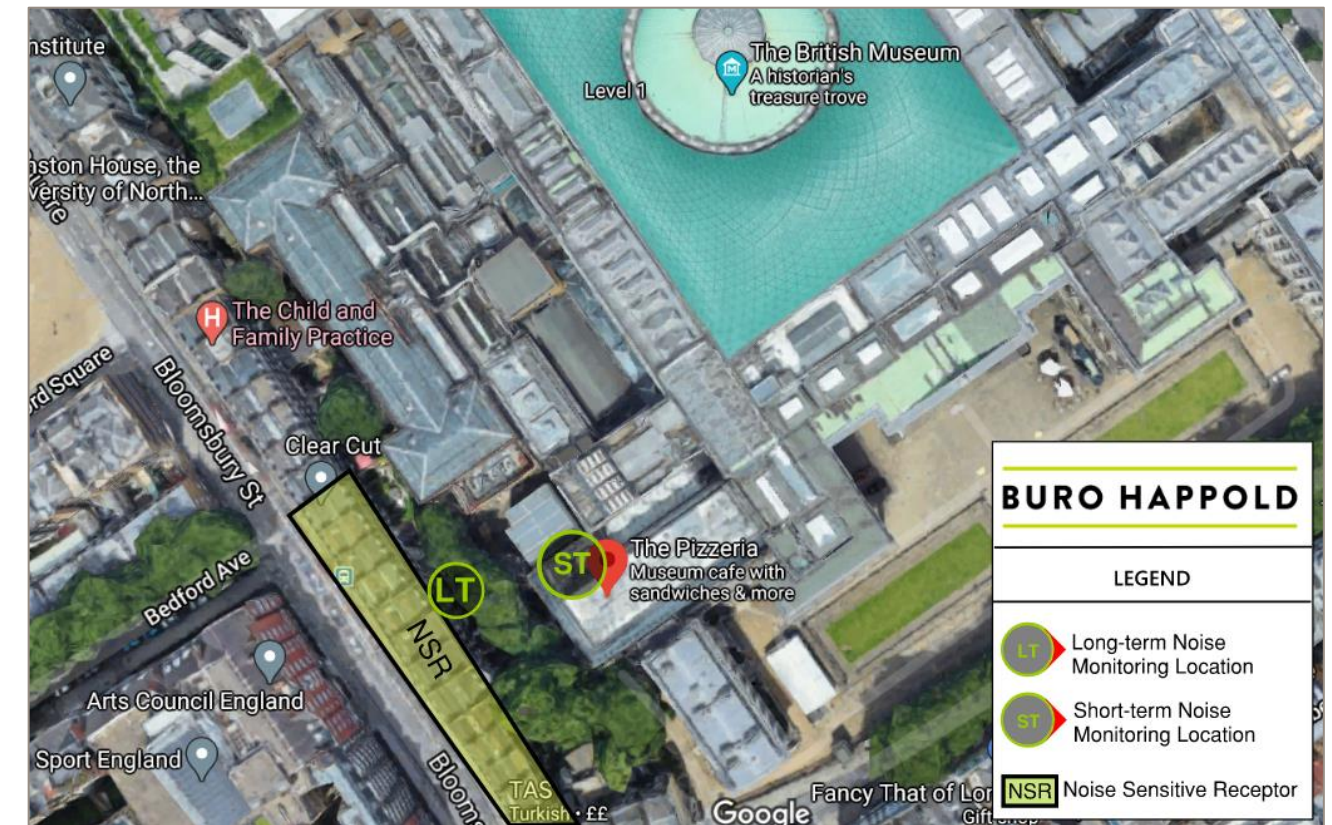 nstitute
The British Museum
A historian's
treasure trove
Level 1
nston House, the
versity of North...
The Child and
Family Practice
rd Square
Bloomsbury St
Clear Cut
Bedford Ave
ST
The Pizzeria
Museum cafe with
sandwiches & more
LT
NSR
Arts Council England
Sport England
Blooms
TAS
Turkish · ££
Google
Fancy That of Lon
Gift shop
BURO HAPPOLD
LEGEND
LT
Long-term Noise
Monitoring Location
ST
Short-term Noise
Monitoring Location
NSR
Noise Sensitive Receptor